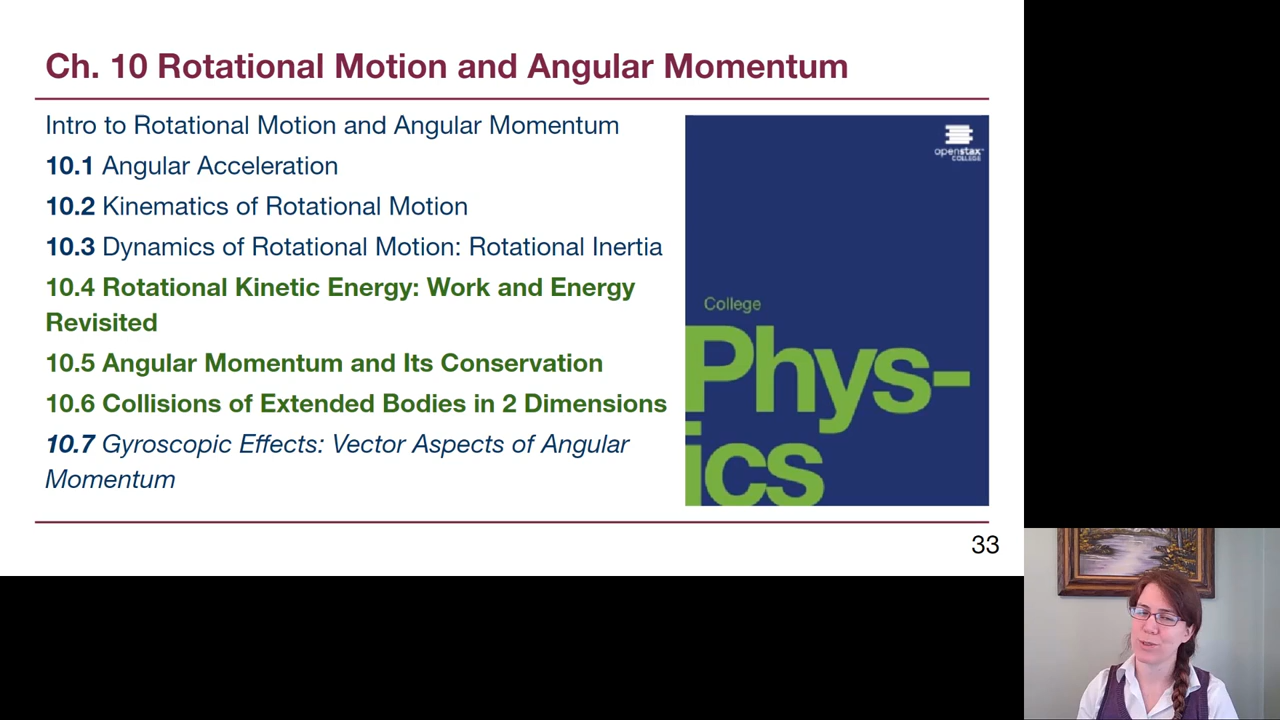 Ch. 10 Rotational Motion and Angular Momentum
Intro to Rotational Motion and Angular Momentum
10.1 Angular Acceleration
10.2 Kinematics of Rotational Motion
10.3 Dynamics of Rotational Motion: Rotational Inertia
10.4 Rotational Kinetic Energy: Work and Energy
Revisited
10.5 Angular Momentum and Its Conservation
10.6 Collisions of Extended Bodies in 2 Dimensions
10.7 Gyroscopic Effects: Vector Aspects of Angular
Momentum
openstax™
COLLEGE
College
Phys-
ics
33